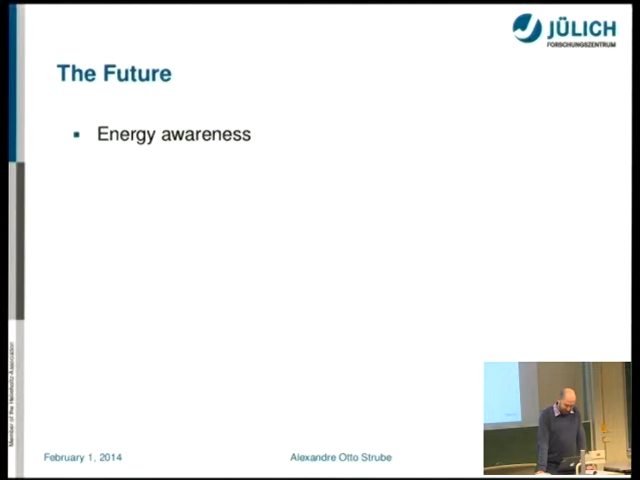 JÜLICH
FORSCHUNGSZENTRUM
The Future
Energy awareness
Member of the Helmholtz-Association
February 1, 2014
Alexandre Otto Strube